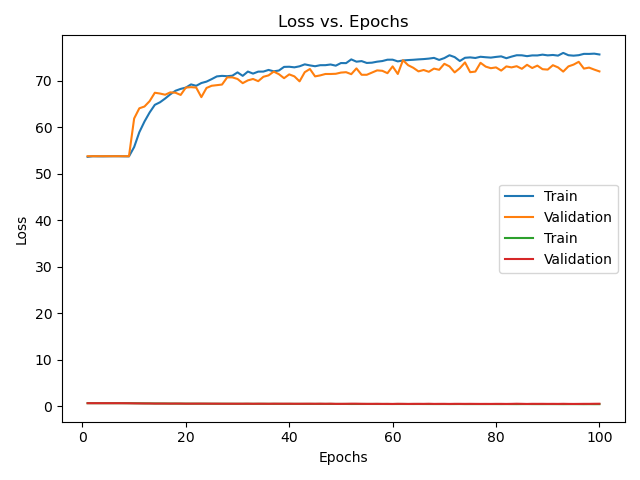 Loss vs. Epochs
Loss
70
60
50
40
30
20
10
0
Train
Validation
Train
Validation
0 20 40 60 80 100
Epochs